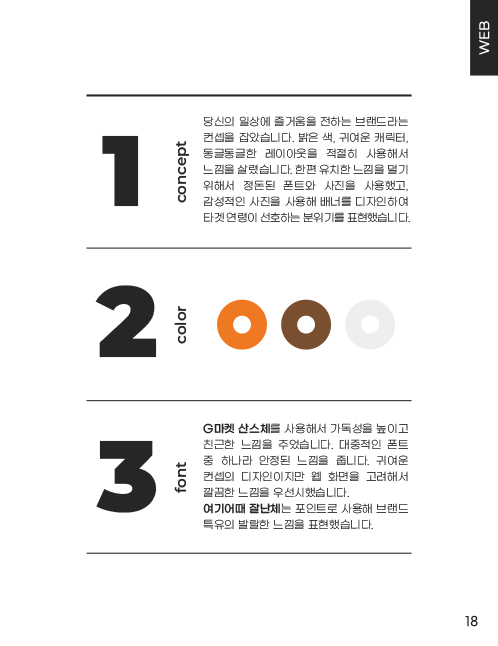 WEB
1
concept
당신의 일상에 즐거움을 전하는 브랜드라는
컨셉을 잡았습니다. 밝은 색, 귀여운 캐릭터,
동글동글한 레이아웃을 적절히 사용해서
느낌을 살렸습니다. 한편 유치한 느낌을 덜기
위해서 정돈된 폰트와 사진을 사용했고,
감성적인 사진을 사용해 배너를 디자인하여
타겟 연령이 선호하는 분위기를 표현했습니다.
2
color
3
font
G마켓 산스체를 사용해서 가독성을 높이고
친근한 느낌을 주었습니다. 대중적인 폰트
중 하나라 안정된 느낌을 줍니다. 귀여운
컨셉의 디자인이지만 웹 화면을 고려해서
깔끔한 느낌을 우선시했습니다.
여기어때 잘난체는 포인트로 사용해 브랜드
특유의 발랄한 느낌을 표현했습니다.
18